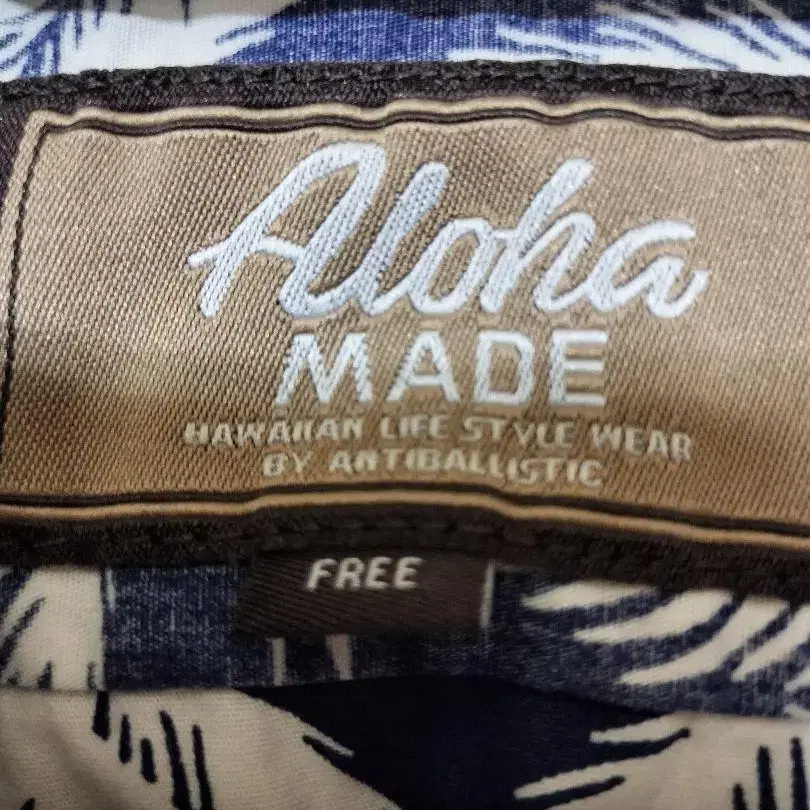 Aloha
MADE
HAWAIIAN LIFE STYLE WEAR
BY ANTIBALLISTIC
FREE